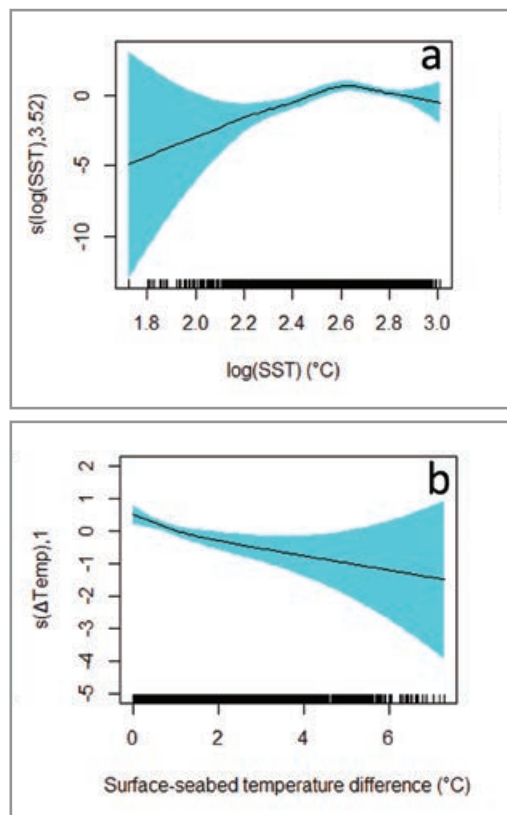 a
s(log(SST),3.52)
0
-5
-10
1.8 2.0 2.2 2.4 2.6 2.8 3.0
log(SST) (°C)
b
s(ΔTemp),1
2
1
0
-1
-2
-3
-4
-5
0 2 4 6
Surface-seabed temperature difference (°C)